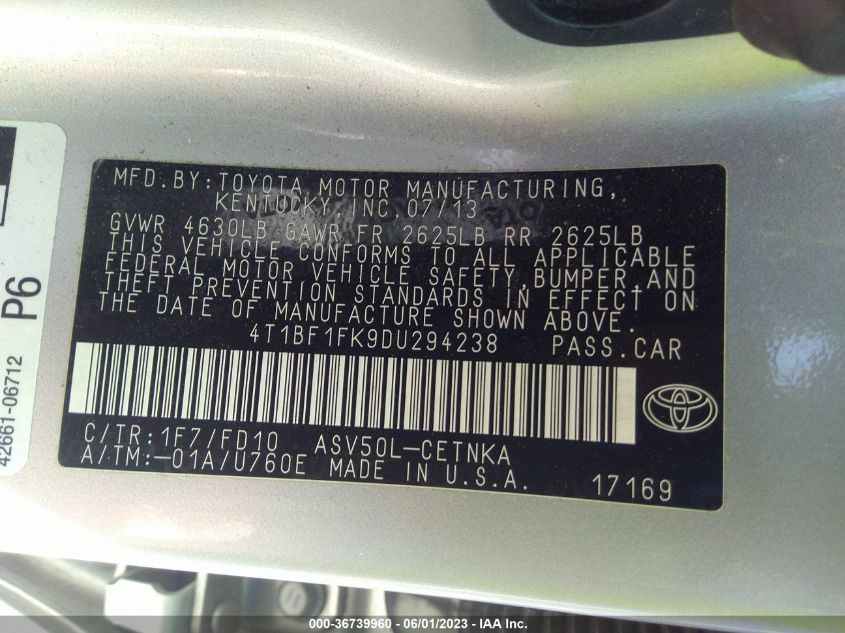 MFD.BY:TOYOTA MOTOR MANUFACTURING,
KENTUCKY, INC. 07/13
GVWR 4630LB GAWR FR 2625LB RR 2625LB
THIS VEHICLE CONFORMS TO ALL APPLICABLE
FEDERAL MOTOR VEHICLE SAFETY,BUMPER,AND
THEFT PREVENTION STANDARDS IN EFFECT ON
THE DATE OF MANUFACTURE SHOWN ABOVE.
4T1BF1FK9DU294238 PASS.CAR
C/TR:1F7/FD10 ASV50L-CETNKA
A/TM:-01A/U760E MADE IN U.S.A.
17169
P6
42661-06712
000-36739960 - 06/01/2023 - IAA Inc.